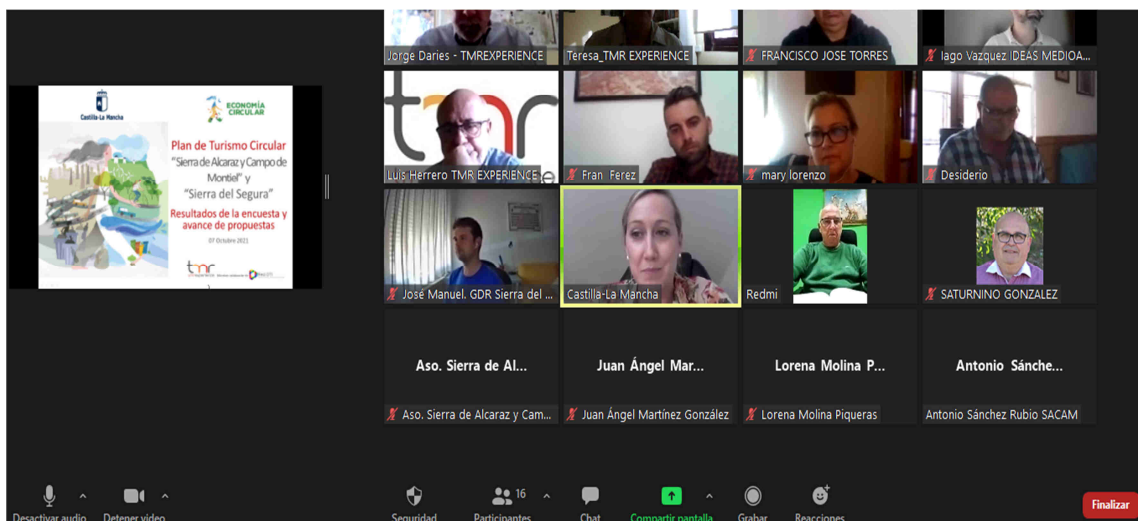 Castilla-La Mancha
ECONOMÍA
CIRCULAR
Plan de Turismo Circular
"Sierra de Alcaraz y Campo de
Montiel" y
"Sierra del Segura"
Resultados de la encuesta y
avance de propuestas
07 Octubre 2021
tmr
Jorge Daries - TMREXPERIENCE
Teresa_TMR EXPERIENCE
FRANCISCO JOSE TORRES
Iago Vazquez IDEAS MEDIOA...
tmr
Luis Herrero TMR EXPERIENCE
Fran Ferez
mary lorenzo
Desiderio
José Manuel. GDR Sierra del ...
Castilla-La Mancha
Redmi
SATURNINO GONZALEZ
Aso. Sierra de Al...
Juan Ángel Mar...
Lorena Molina P...
Antonio Sánche...
Aso. Sierra de Alcaraz y Cam...
Juan Ángel Martínez González
Lorena Molina Piqueras
Antonio Sánchez Rubio SACAM
Desactivar audio
Detener video
Seguridad
16
Participantes
Chat
Compartir pantalla
Grabar
Reacciones
Finalizar